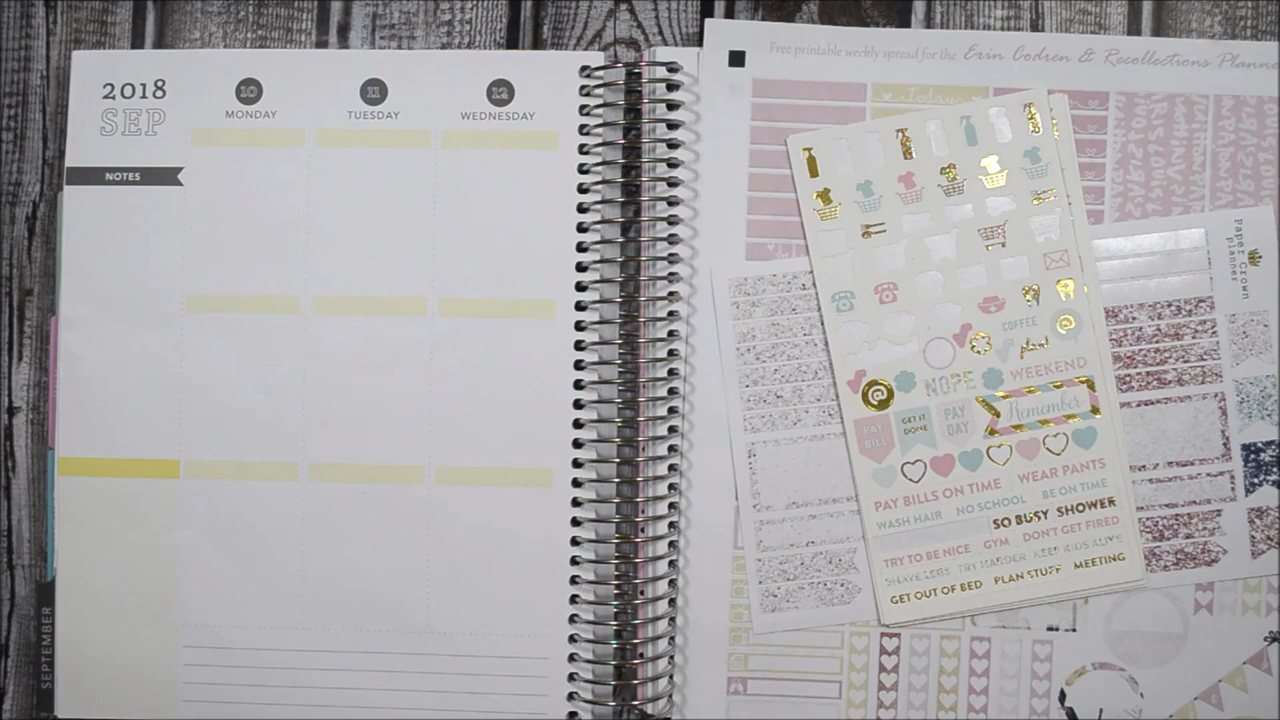 2018
SEP
10
MONDAY
11
TUESDAY
12
WEDNESDAY
NOTES
SEPTEMBER
Free printable weekly spread for the Erin Condren & Recollections Planne
Today
Paper Crown
planner
COFFEE
plan
@
WEEKEND
@
NOPE
PAY BILL
GET IT DONE
PAY DAY
Remember
PAY BILLS ON TIME
WEAR PANTS
WASH HAIR
NO SCHOOL
BE ON TIME
SO BUSY
SHOWER
TRY TO BE NICE
GYM
DON'T GET FIRED
SHAVE LEGS
TRY HARDER
KEEP KIDS ALIVE
GET OUT OF BED
PLAN STUFF
MEETING